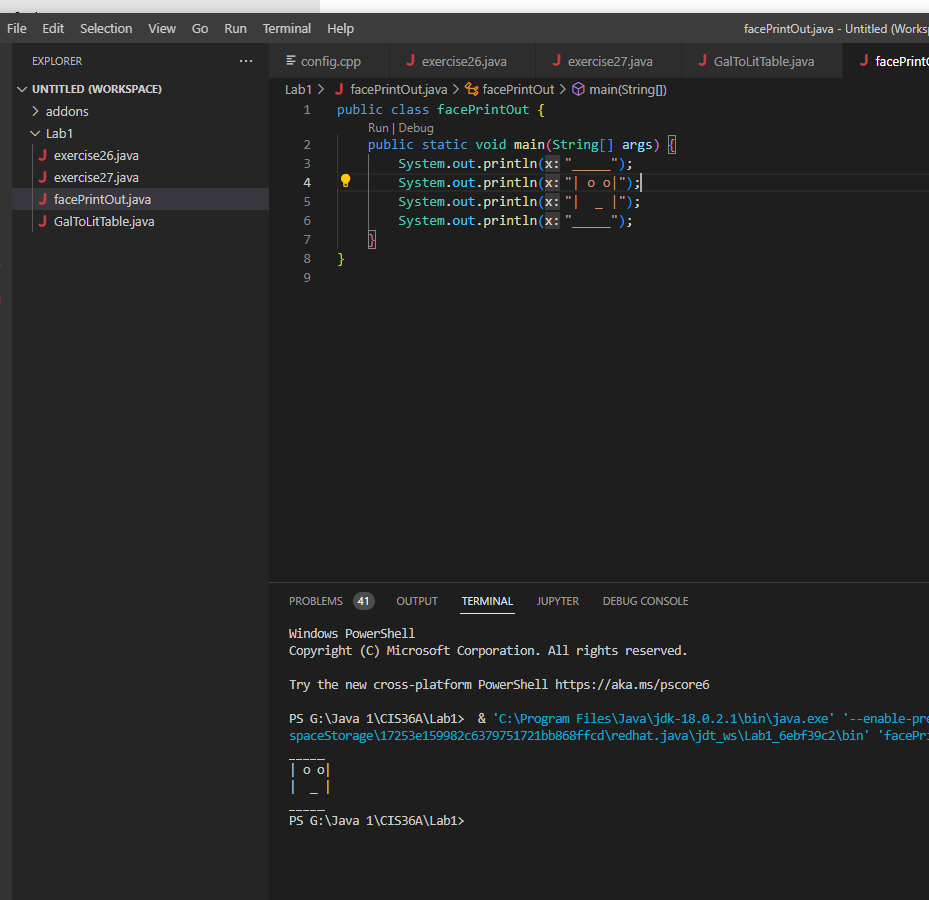 File Edit Selection View Go Run Terminal Help facePrintOut.java - Untitled (Works
EXPLORER ...
UNTITLED (WORKSPACE)
addons
Lab1
exercise26.java
exercise27.java
facePrintOut.java
GalToLitTable.java
config.cpp J exercise26.java J exercise27.java J GalToLitTable.java J facePrintO
Lab1 > J facePrintOut.java > facePrintOut > main(String[])
1 public class facePrintOut {
Run | Debug
2 public static void main(String[] args) {
3 System.out.println(x: "_____");
4 System.out.println(x: "| o o|");
5 System.out.println(x: "|  _ |");
6 System.out.println(x: "_____");
7 }
8 }
9
PROBLEMS 41 OUTPUT TERMINAL JUPYTER DEBUG CONSOLE
Windows PowerShell
Copyright (C) Microsoft Corporation. All rights reserved.
Try the new cross-platform PowerShell https://aka.ms/pscore6
PS G:\Java 1\CIS36A\Lab1>  & 'C:\Program Files\Java\jdk-18.0.2.1\bin\java.exe' '--enable-pre
spaceStorage\17253e159982c6379751721bb868ffcd\redhat.java\jdt_ws\Lab1_6ebf39c2\bin' 'facePri
_____
| o o|
|  _ |
_____
PS G:\Java 1\CIS36A\Lab1>